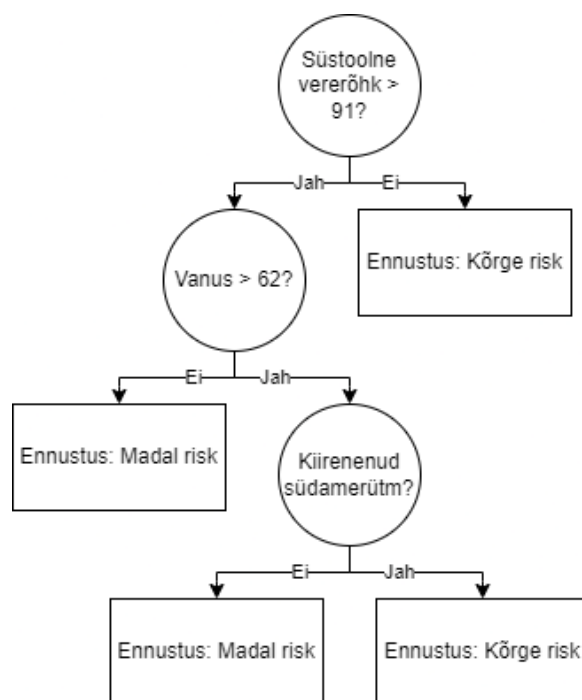 Süstoolne
vererõhk >
91?
Jah
Ei
Vanus > 62?
Ennustus: Kõrge risk
Ei
Jah
Ennustus: Madal risk
Kiirenenud
südamerütm?
Ei
Jah
Ennustus: Madal risk
Ennustus: Kõrge risk